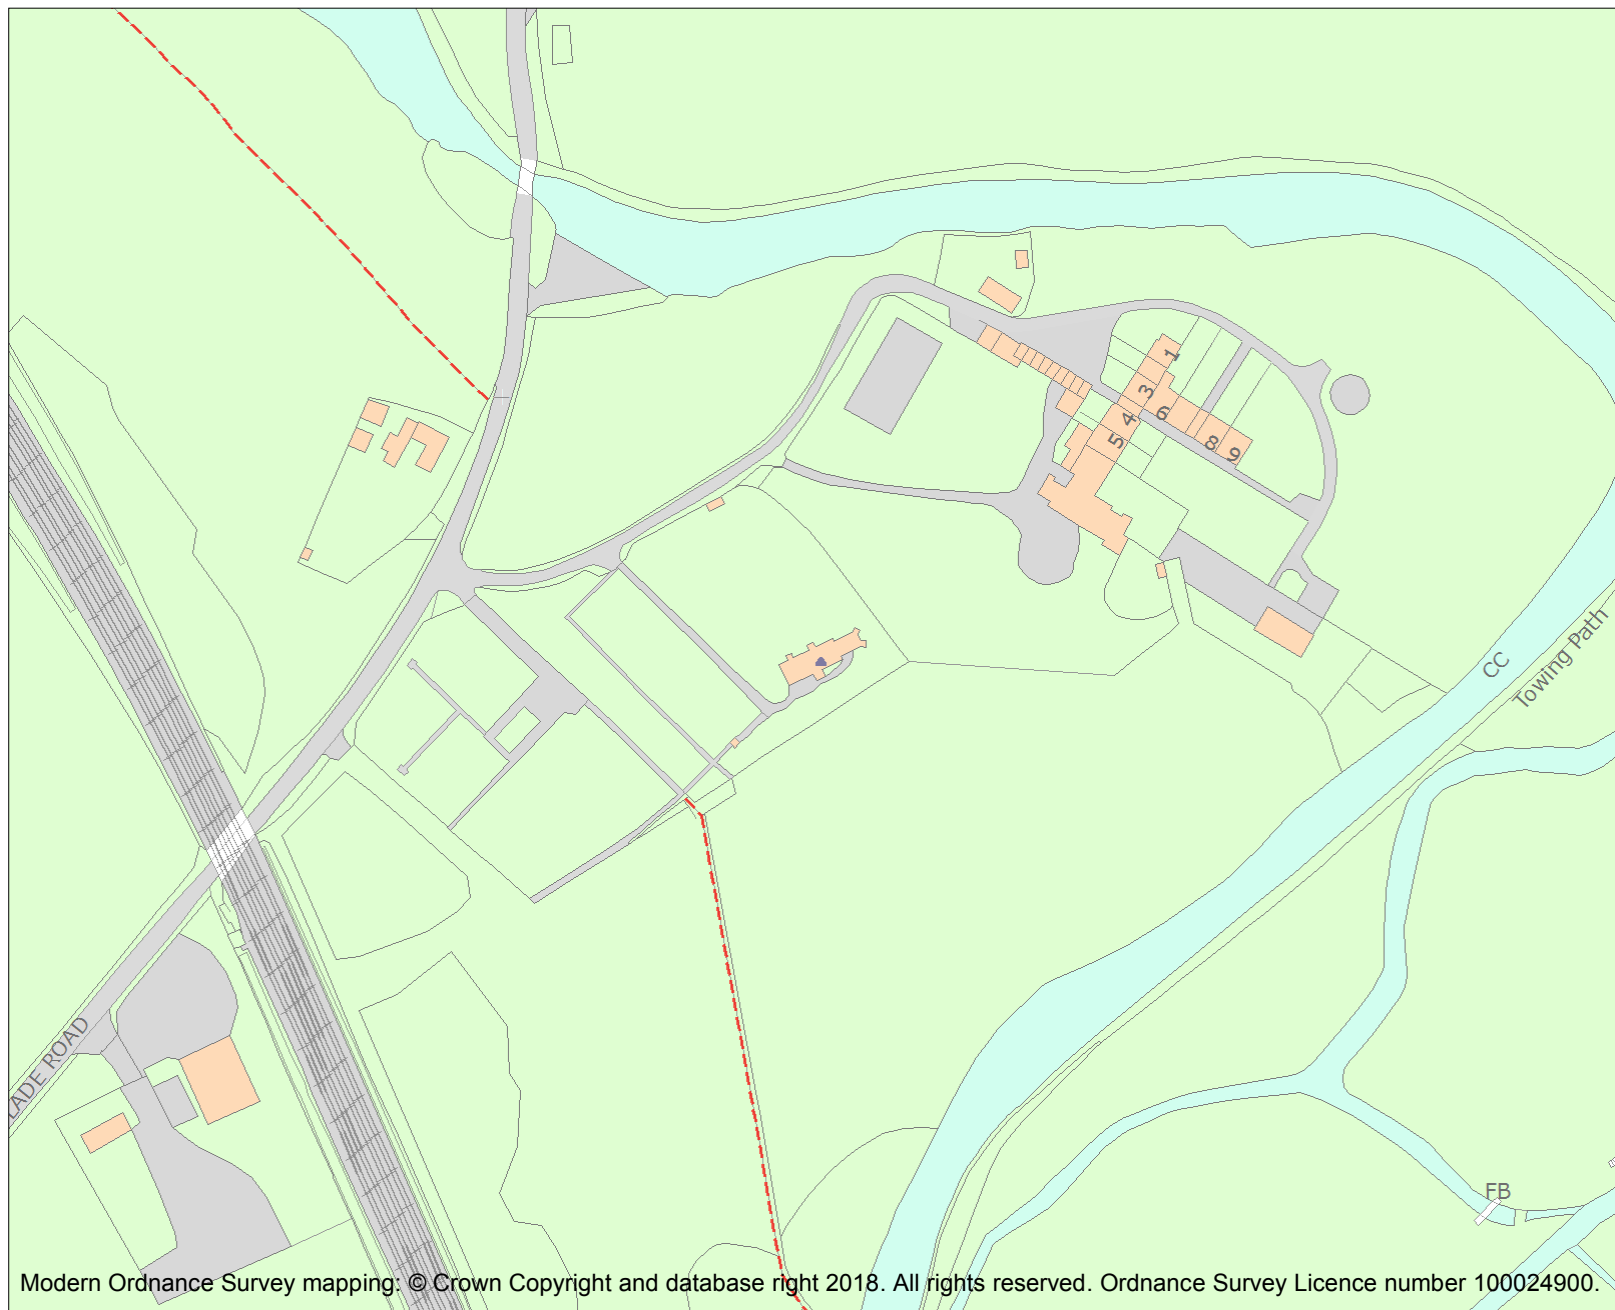 1
3
4
6
5
8
9
CC
Towing Path
LADE ROAD
FB
Modern Ordnance Survey mapping: © Crown Copyright and database right 2018. All rights reserved. Ordnance Survey Licence number 100024900.